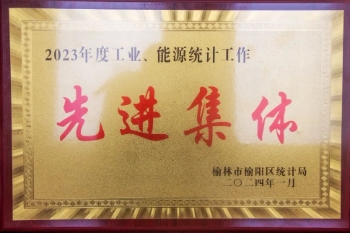 2023年度工业、能源统计工作
先进集体
榆林市榆阳区统计局
二〇二四年一月